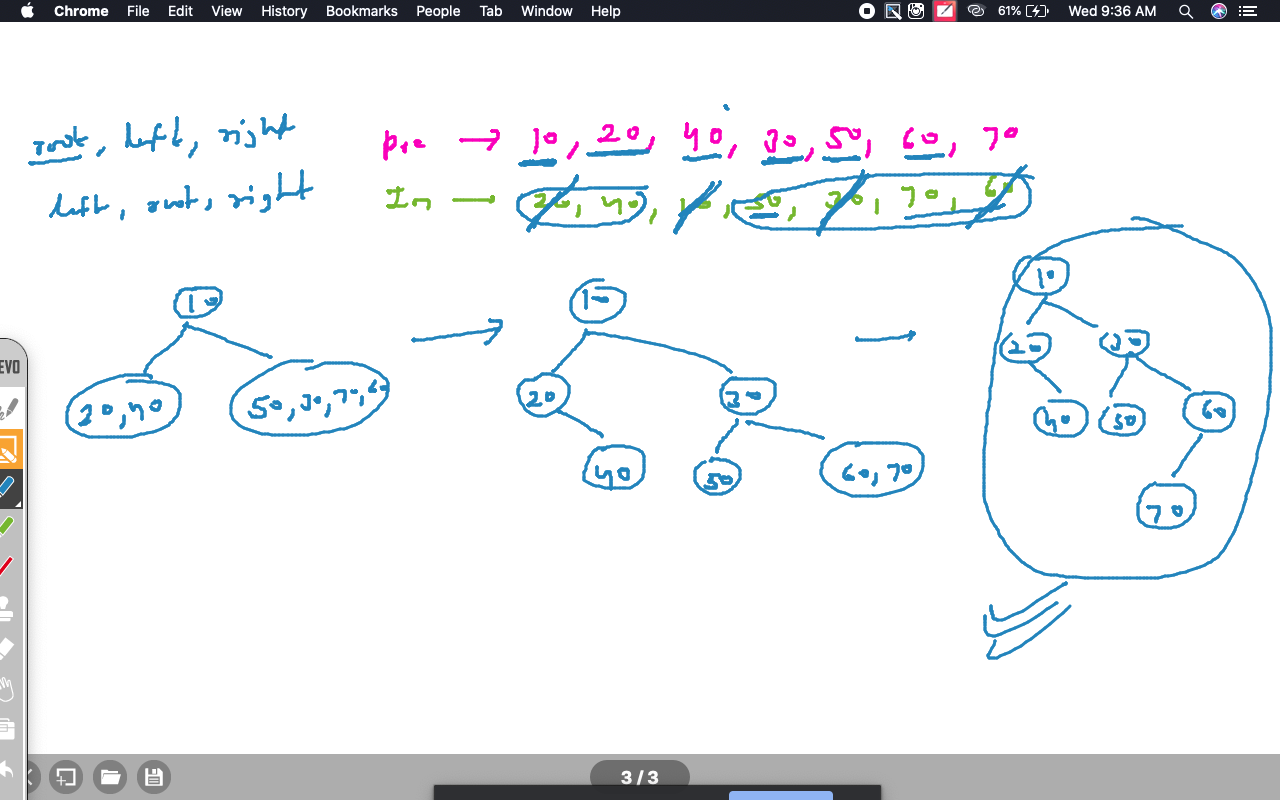 Chrome File Edit View History Bookmarks People Tab Window Help 61% Wed 9:36 AM
root, left, right
Pre → 10, 20, 40, 30, 50, 60, 70
left, root, right
In → 20, 40, 10, 50, 30, 70, 60
10
20, 40
50, 30, 70, 60
10
20
30
40
50
60, 70
10
20
30
40
50
60
70
EVO
3 / 3